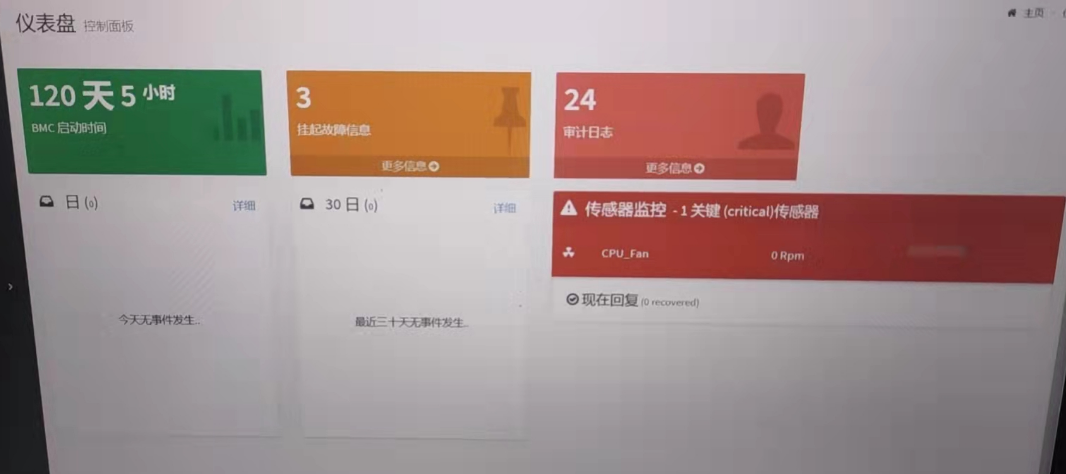 仪表盘 控制面板
主页
120 天 5 小时
BMC 启动时间
3
挂起故障信息
更多信息
24
审计日志
更多信息
日 (0)
详细
今天无事件发生..
30 日 (0)
详细
最近三十天无事件发生..
传感器监控 - 1 关键 (critical)传感器
CPU_Fan
0 Rpm
现在回复 (0 recovered)